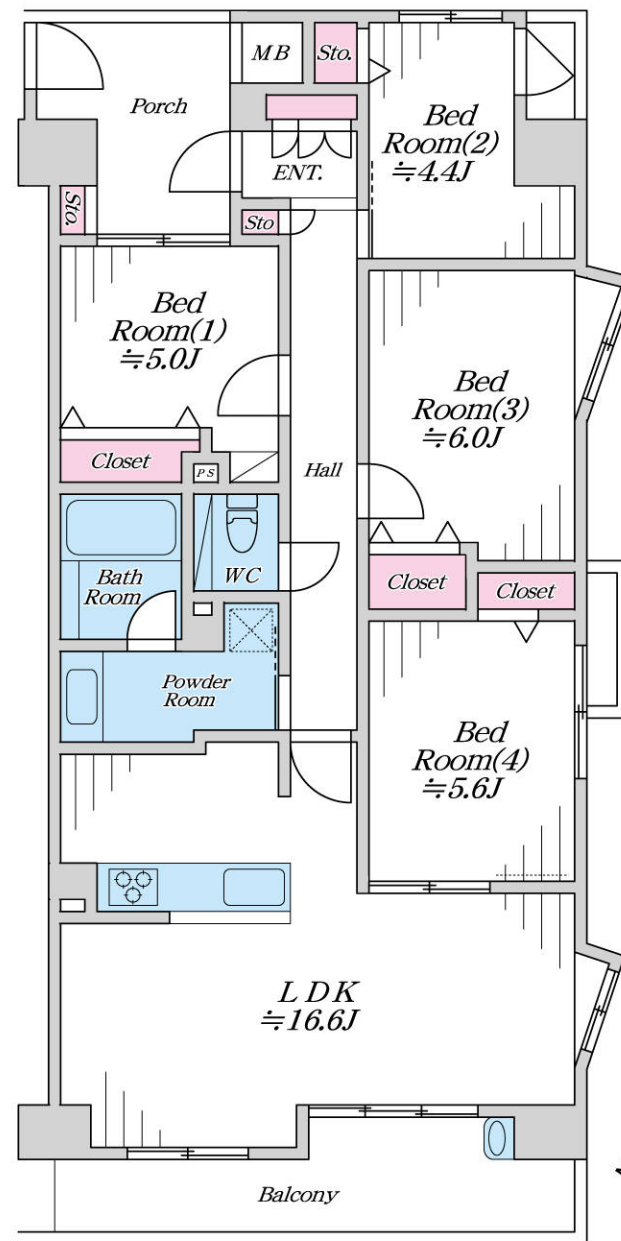 MB
Sto.
Porch
Bed
Room(2)
≒4.4J
ENT.
Sto.
Sto
Bed
Room(1)
≒5.0J
Bed
Room(3)
≒6.0J
Closet
PS
Hall
Bath
Room
WC
Closet
Closet
Powder
Room
Bed
Room(4)
≒5.6J
LDK
≒16.6J
Balcony